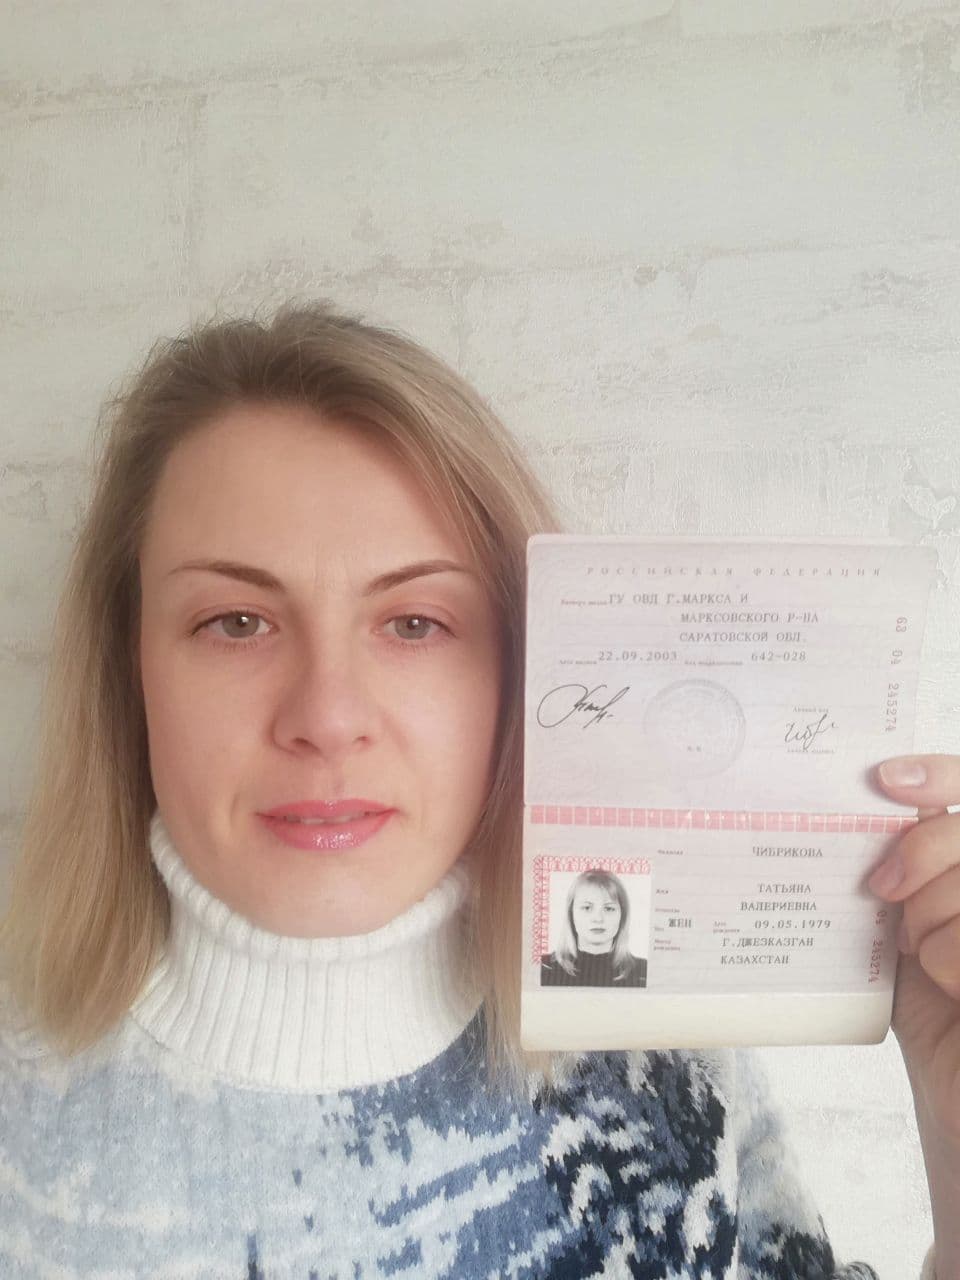 РОССИЙСКАЯ ФЕДЕРАЦИЯ
Паспорт выдан ГУ ОВД Г.МАРКСА И
МАРКСОВСКОГО Р-НА
САРАТОВСКОЙ ОБЛ.
Дата выдачи 22.09.2003 Код подразделения 642-028
Личный код
63 04 245274
Фамилия ЧИБРИКОВА
Имя ТАТЬЯНА
Отчество ВАЛЕРИЕВНА
Пол ЖЕН Дата рождения 09.05.1979
Место рождения Г.ДЖЕЗКАЗГАН
КАЗАХСТАН
04 245274